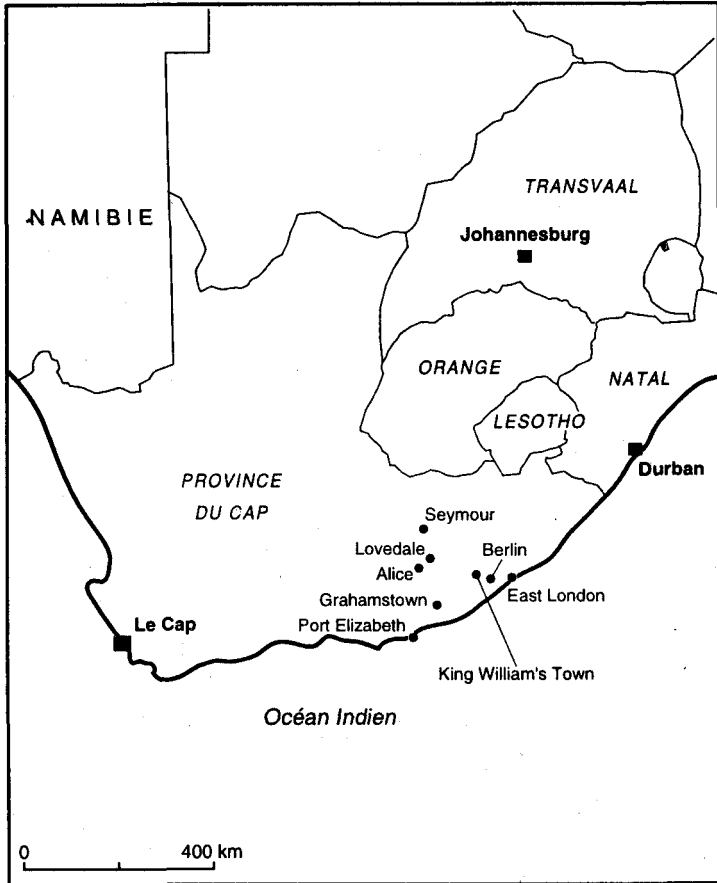 TRANSVAAL
NAMIBIE
Johannesburg
ORANGE
NATAL
LESOTHO
Durban
PROVINCE
DU CAP
Seymour
Lovedale
Berlin
Alice
East London
Grahamstown
Le Cap
Port Elizabeth
King William's Town
Océan Indien
0
400 km